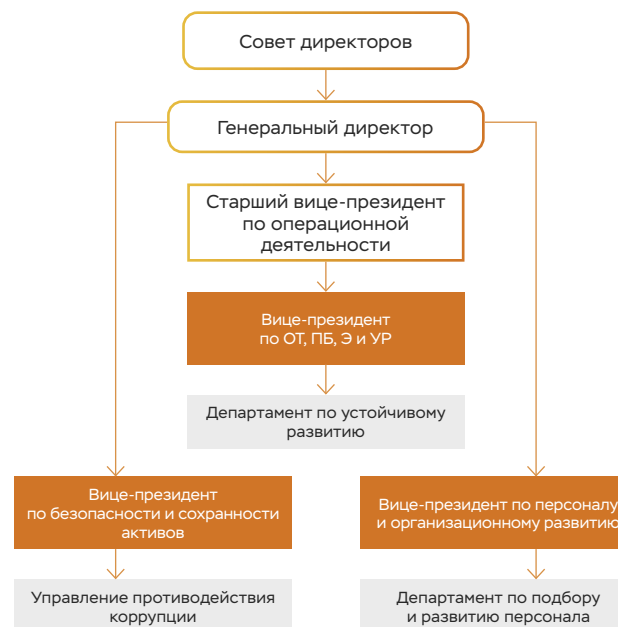 Совет директоров
Генеральный директор
Старший вице-президент
по операционной
деятельности
Вице-президент
по ОТ, ПБ, Э и УР
Департамент по устойчивому
развитию
Вице-президент
по безопасности и сохранности
активов
Вице-президент по персоналу
и организационному развитию
Управление противодействия
коррупции
Департамент по подбору
и развитию персонала